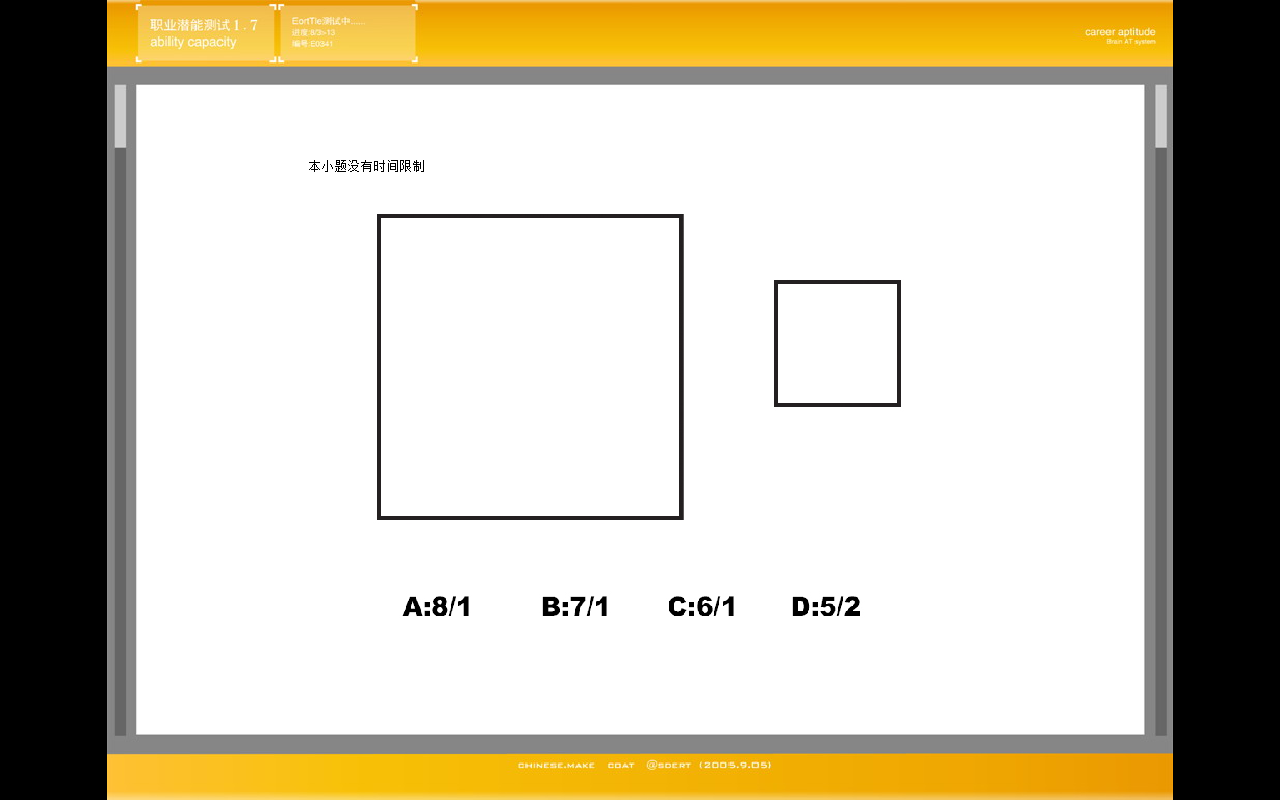 职业潜能测试1.7
ability capacity
EortTle:测试中......
进度:8/3>13
编号:S0341
career aptitude
Brain AT system
本小题没有时间限制
A:8/1 B:7/1 C:6/1 D:5/2
CHINESE.MAKE COAT @SDERT (2005.9.05)